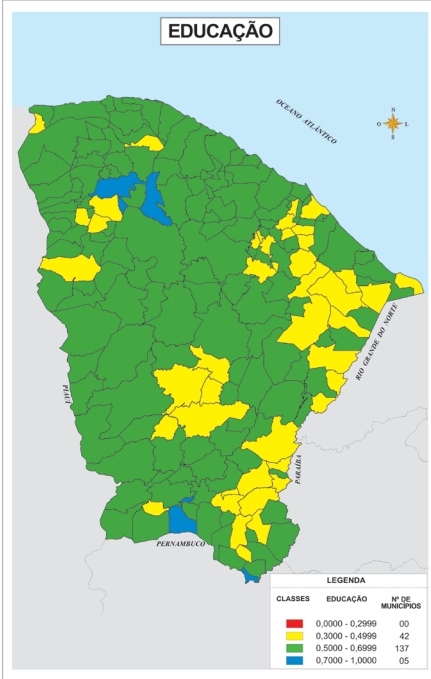 EDUCAÇÃO
OCEANO ATLÂNTICO
N
O L
S
RIO GRANDE DO NORTE
PIAUÍ
PARAÍBA
PERNAMBUCO
LEGENDA
CLASSES EDUCAÇÃO Nº DE
MUNICÍPIOS
0,0000 - 0,2999 00
0,3000 - 0,4999 42
0,5000 - 0,6999 137
0,7000 - 1,0000 05